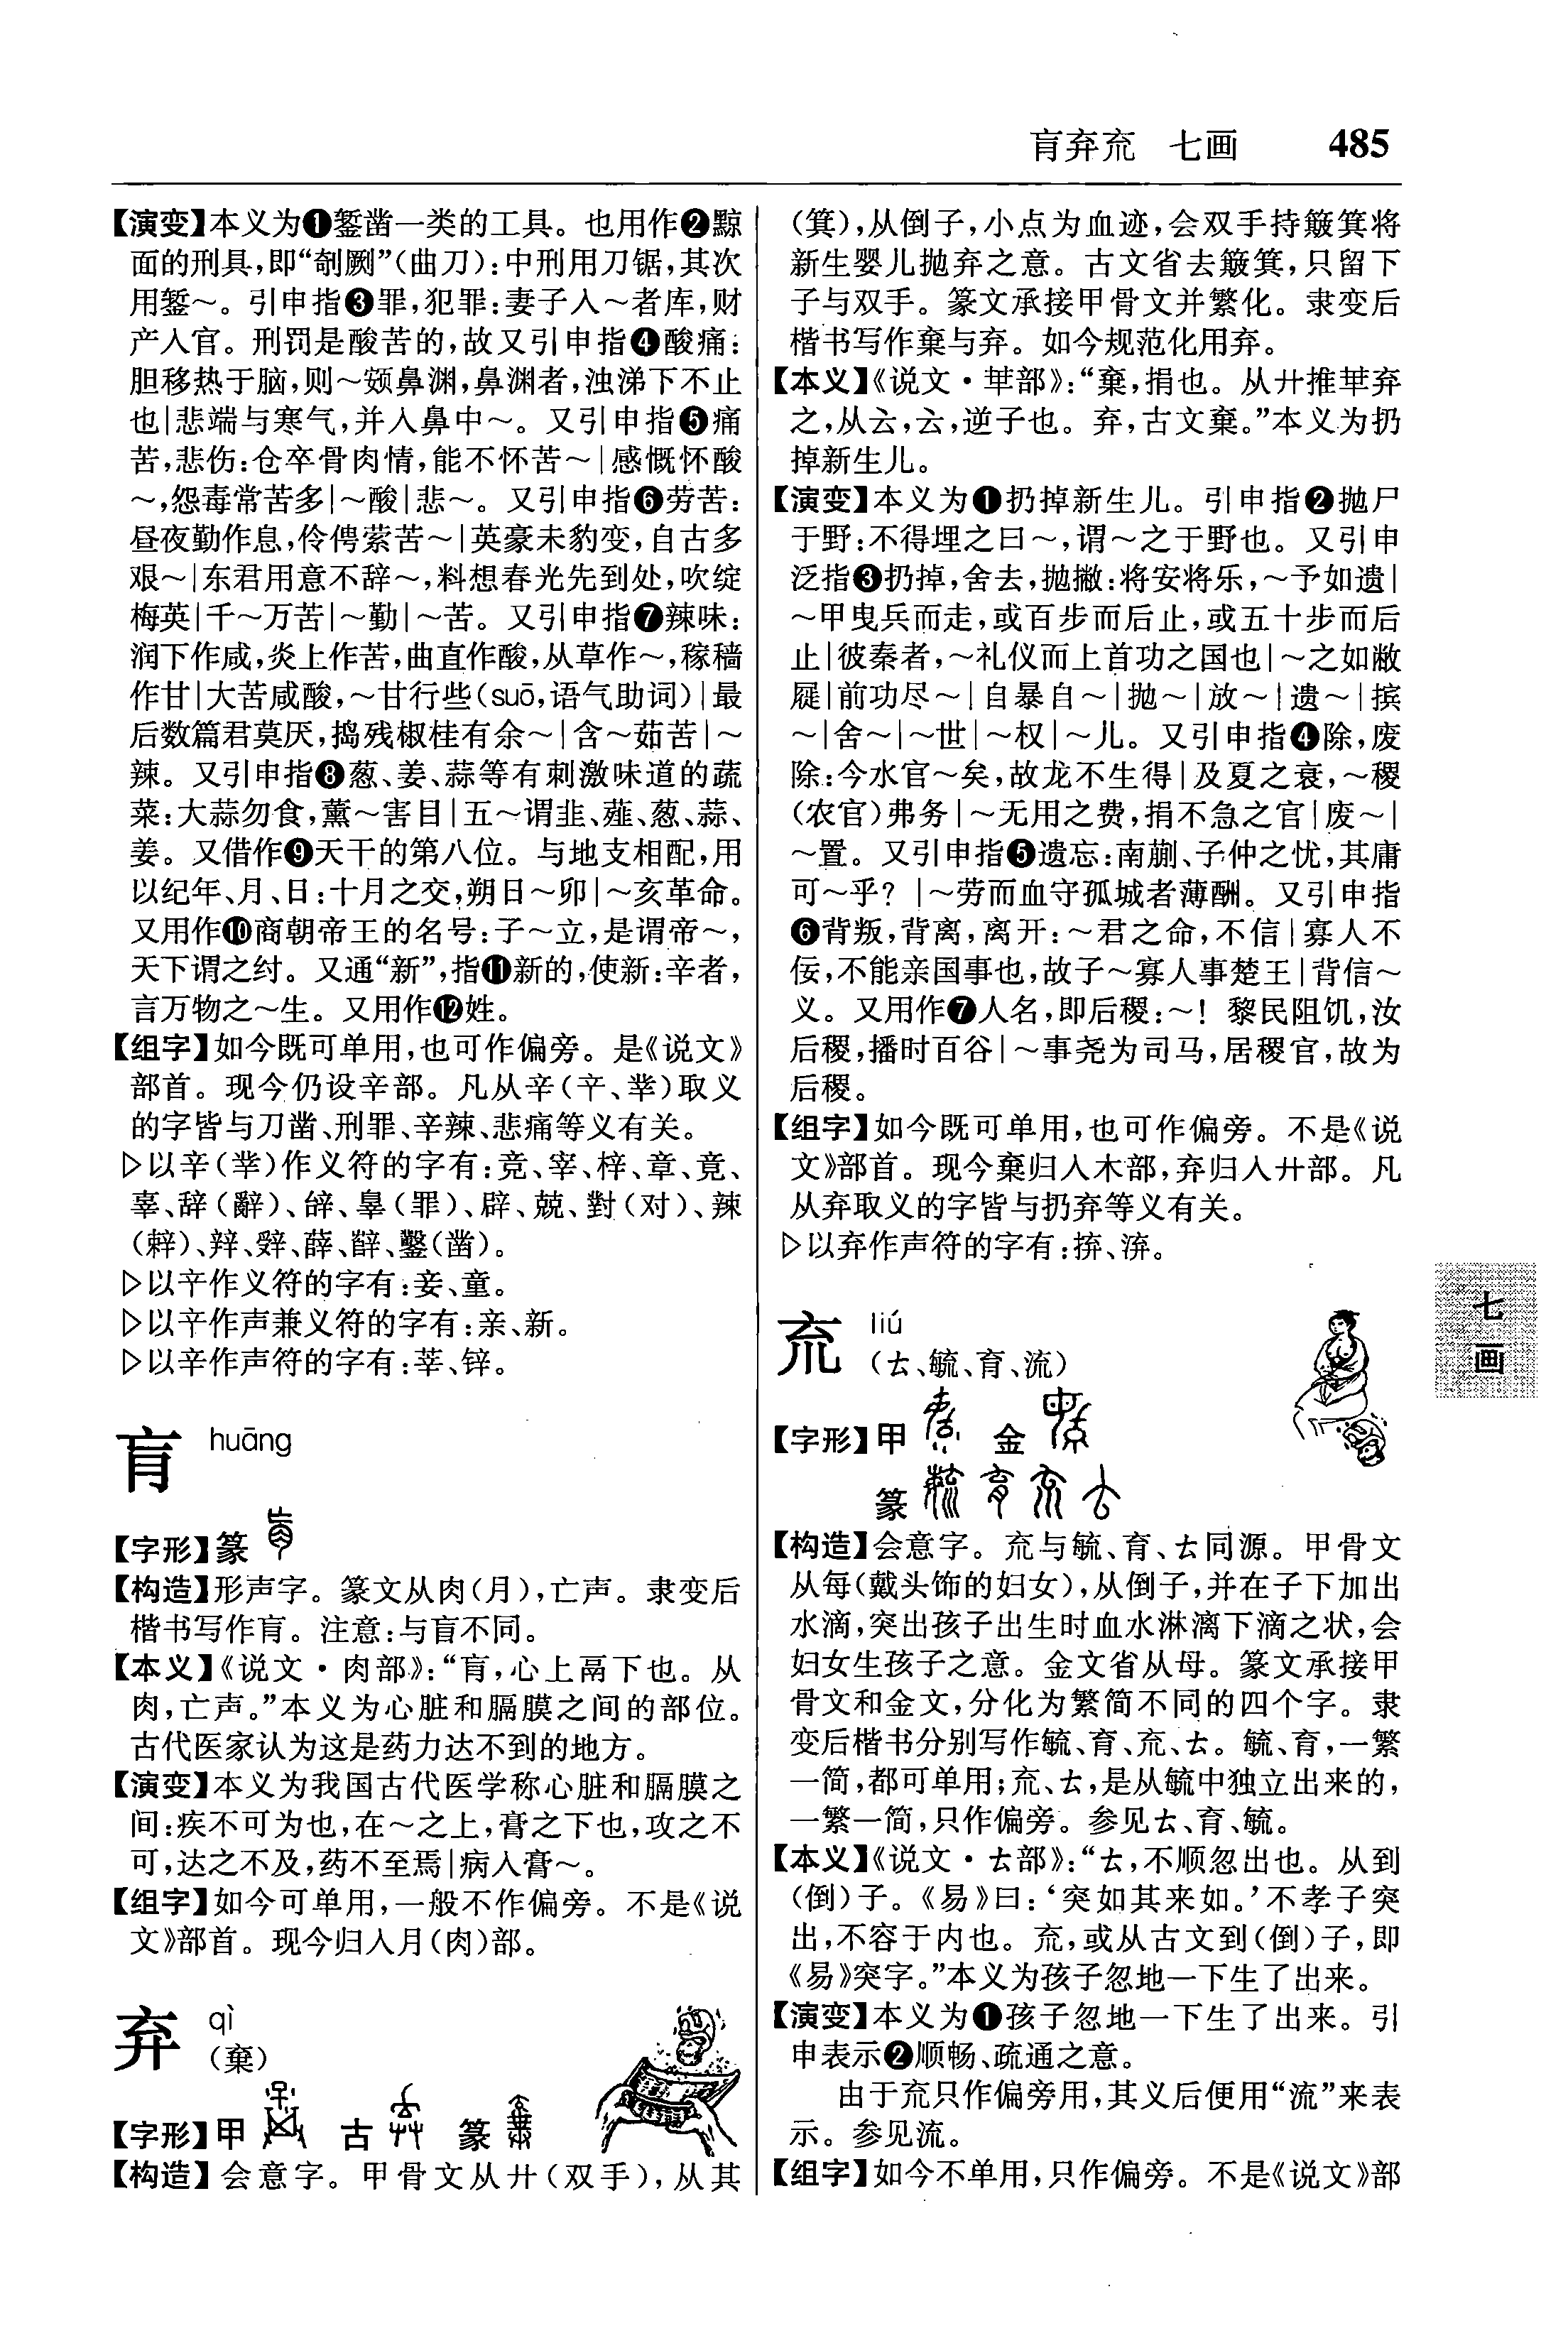 肓弃㐬 七画 485
【演变】本义为❶錾凿一类的工具。也用作❷黥
面的刑具,即“剞劂”(曲刀):中刑用刀锯,其次
用錾～。引申指❸罪,犯罪:妻子入～者库,财
产入官。刑罚是酸苦的,故又引申指❹酸痛:
胆移热于脑,则～頞鼻渊,鼻渊者,浊涕下不止
也|悲端与寒气,并入鼻中～。又引申指❺痛
苦,悲伤:仓卒骨肉情,能不怀苦～|感慨怀酸
～,怨毒常苦多|～酸|悲～。又引申指❻劳苦:
昼夜勤作息,伶俜萦苦～|英豪未豹变,自古多
艰～|东君用意不辞～,料想春光先到处,吹绽
梅英|千～万苦|～勤|～苦。又引申指❼辣味:
润下作咸,炎上作苦,曲直作酸,从草作～,稼穑
作甘|大苦咸酸,～甘行些(suō,语气助词)|最
后数篇君莫厌,捣残椒桂有余～|含～茹苦|～
辣。又引申指❽葱、姜、蒜等有刺激味道的蔬
菜:大蒜勿食,薰～害目|五～谓韭、薤、葱、蒜、
姜。又借作❾天干的第八位。与地支相配,用
以纪年、月、日:十月之交,朔日～卯|～亥革命。
又用作❿商朝帝王的名号:子～立,是谓帝～,
天下谓之纣。又通“新”,指⓫新的,使新:辛者,
言万物之～生。又用作⓬姓。
【组字】如今既可单用,也可作偏旁。是《说文》
部首。现今仍设辛部。凡从辛(䇂、丵)取义
的字皆与刀凿、刑罪、辛辣、悲痛等义有关。
▷以辛(丵)作义符的字有:竞、宰、梓、章、竟、
辜、辞(辭)、辝、辠(罪)、辟、兢、對(对)、辣
(辢)、辡、辥、薛、辪、鑿(凿)。
▷以䇂作义符的字有:妾、童。
▷以䇂作声兼义符的字有:亲、新。
▷以辛作声符的字有:莘、锌。
肓 huāng
【字形】篆
【构造】形声字。篆文从肉(月),亡声。隶变后
楷书写作肓。注意:与盲不同。
【本义】《说文·肉部》:“肓,心上鬲下也。从
肉,亡声。”本义为心脏和膈膜之间的部位。
古代医家认为这是药力达不到的地方。
【演变】本义为我国古代医学称心脏和膈膜之
间:疾不可为也,在～之上,膏之下也,攻之不
可,达之不及,药不至焉|病入膏～。
【组字】如今可单用,一般不作偏旁。不是《说
文》部首。现今归入月(肉)部。
弃 qì
(棄)
【字形】甲 古 篆
【构造】会意字。甲骨文从廾(双手),从其
(箕),从倒子,小点为血迹,会双手持簸箕将
新生婴儿抛弃之意。古文省去簸箕,只留下
子与双手。篆文承接甲骨文并繁化。隶变后
楷书写作棄与弃。如今规范化用弃。
【本义】《说文·𠦒部》:“棄,捐也。从廾推𠦒弃
之,从𠫓,𠫓,逆子也。弃,古文棄。”本义为扔
掉新生儿。
【演变】本义为❶扔掉新生儿。引申指❷抛尸
于野:不得埋之曰～,谓～之于野也。又引申
泛指❸扔掉,舍去,抛撇:将安将乐,～予如遗|
～甲曳兵而走,或百步而后止,或五十步而后
止|彼秦者,～礼仪而上首功之国也|～之如敝
屣|前功尽～|自暴自～|抛～|放～|遗～|摈
～|舍～|～世|～权|～儿。又引申指❹除,废
除:今水官～矣,故龙不生得|及夏之衰,～稷
(农官)弗务|～无用之费,捐不急之官|废～|
～置。又引申指❺遗忘:南蒯、子仲之忧,其庸
可～乎? |～劳而血守孤城者薄酬。又引申指
❻背叛,背离,离开:～君之命,不信|寡人不
佞,不能亲国事也,故子～寡人事楚王|背信～
义。又用作❼人名,即后稷:～! 黎民阻饥,汝
后稷,播时百谷|～事尧为司马,居稷官,故为
后稷。
【组字】如今既可单用,也可作偏旁。不是《说
文》部首。现今棄归入木部,弃归入廾部。凡
从弃取义的字皆与扔弃等义有关。
▷以弃作声符的字有:㧒、㳎。
㐬 liú
(𠫓、毓、育、流)
【字形】甲 金
篆
【构造】会意字。㐬与毓、育、𠫓同源。甲骨文
从每(戴头饰的妇女),从倒子,并在子下加出
水滴,突出孩子出生时血水淋漓下滴之状,会
妇女生孩子之意。金文省从母。篆文承接甲
骨文和金文,分化为繁简不同的四个字。隶
变后楷书分别写作毓、育、㐬、𠫓。毓、育,一繁
一简,都可单用;㐬、𠫓,是从毓中独立出来的,
一繁一简,只作偏旁。参见𠫓、育、毓。
【本义】《说文·𠫓部》:“𠫓,不顺忽出也。从到
(倒)子。《易》曰:‘突如其来如。’不孝子突
出,不容于内也。㐬,或从古文到(倒)子,即
《易》突字。”本义为孩子忽地一下生了出来。
【演变】本义为❶孩子忽地一下生了出来。引
申表示❷顺畅、疏通之意。
由于㐬只作偏旁用,其义后便用“流”来表
示。参见流。
【组字】如今不单用,只作偏旁。不是《说文》部
七
画